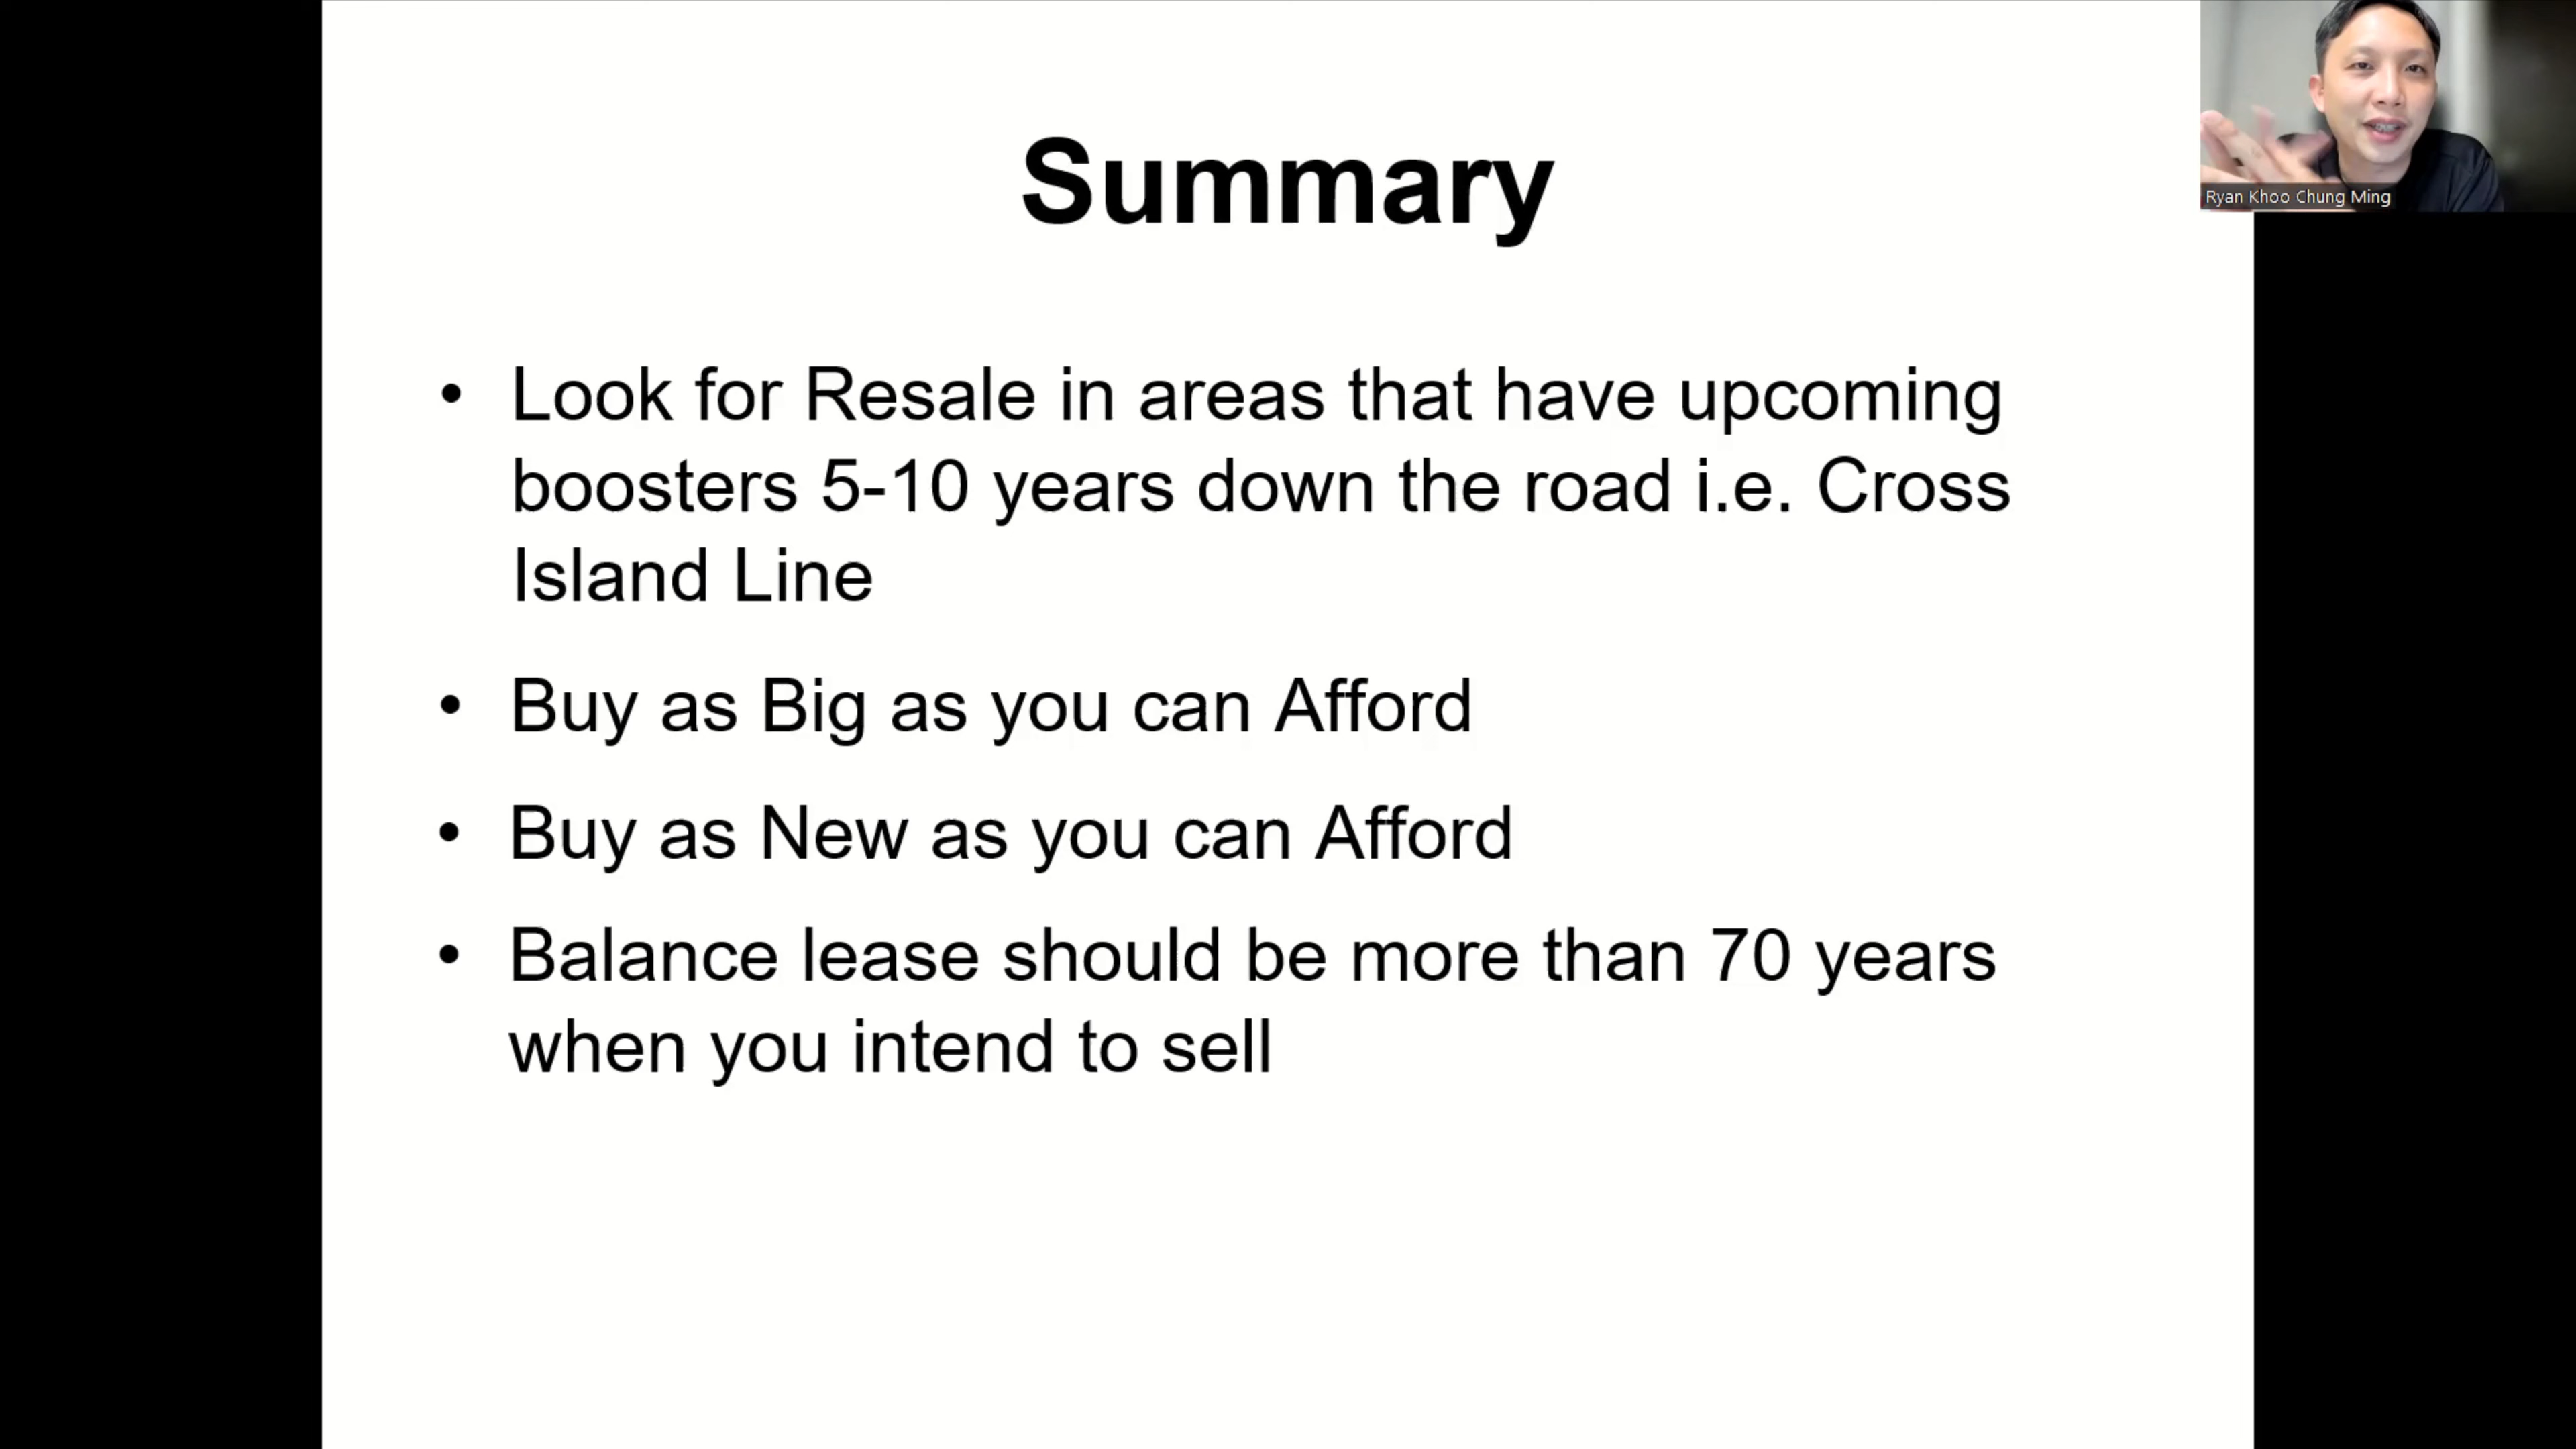 Summary
• Look for Resale in areas that have upcoming
boosters 5-10 years down the road i.e. Cross
Island Line
• Buy as Big as you can Afford
• Buy as New as you can Afford
• Balance lease should be more than 70 years
when you intend to sell
Ryan Khoo Chung Ming